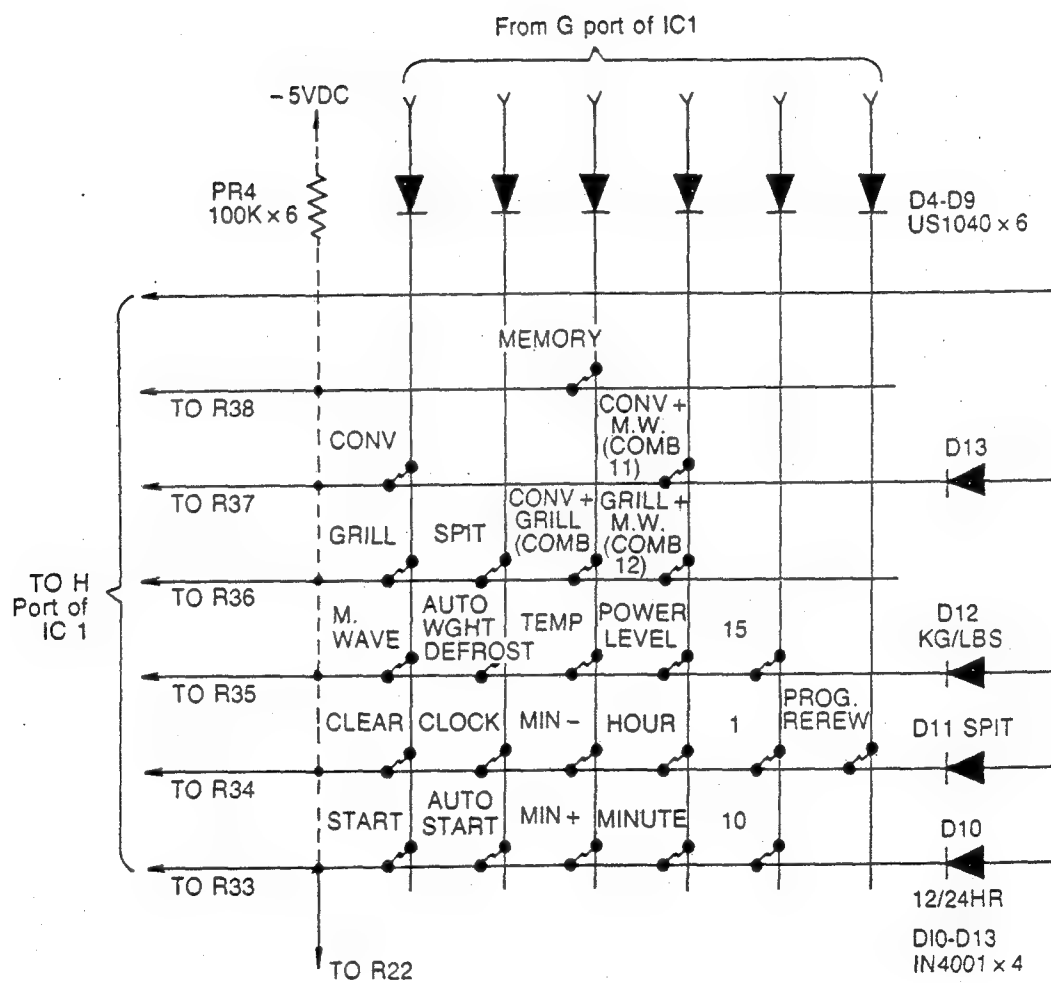 From G port of IC1
-5VDC
PR4
100K × 6
D4-D9
US1040 × 6
MEMORY
TO R38
CONV
CONV +
M.W.
(COMB
11)
D13
TO R37
GRILL
SPIT
CONV +
GRILL
(COMB
GRILL +
M.W.
(COMB
12)
TO H
Port of
IC 1
TO R36
M.
WAVE
AUTO
WGHT
DEFROST
TEMP
POWER
LEVEL
15
D12
KG/LBS
TO R35
CLEAR
CLOCK
MIN -
HOUR
1
PROG.
REREW
D11 SPIT
TO R34
START
AUTO
START
MIN +
MINUTE
10
D10
TO R33
12/24HR
DI0-D13
IN4001 × 4
TO R22